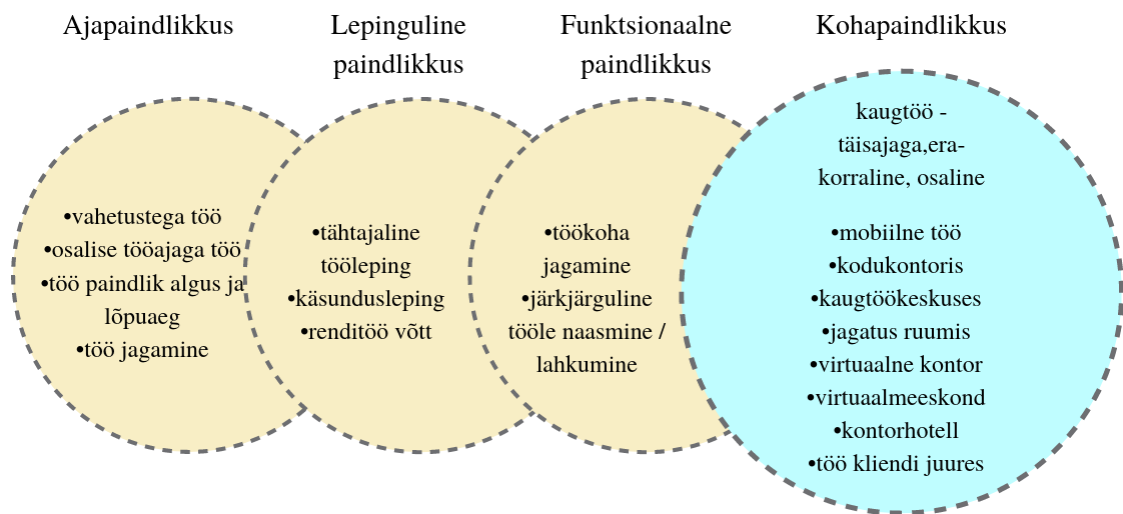 Ajapaindlikkus
Lepinguline
paindlikkus
Funktsionaalne
paindlikkus
Kohapaindlikkus
•vahetustega töö
•osalise tööajaga töö
•töö paindlik algus ja
lõpuaeg
•töö jagamine
•tähtajaline
tööleping
•käsundusleping
•renditöö võtt
•töökoha
jagamine
•järkjärguline
tööle naasmine /
lahkumine
kaugtöö -
täisajaga,era-
korraline, osaline
•mobiilne töö
•kodukontoris
•kaugtöökeskuses
•jagatus ruumis
•virtuaalne kontor
•virtuaalmeeskond
•kontorhotell
•töö kliendi juures